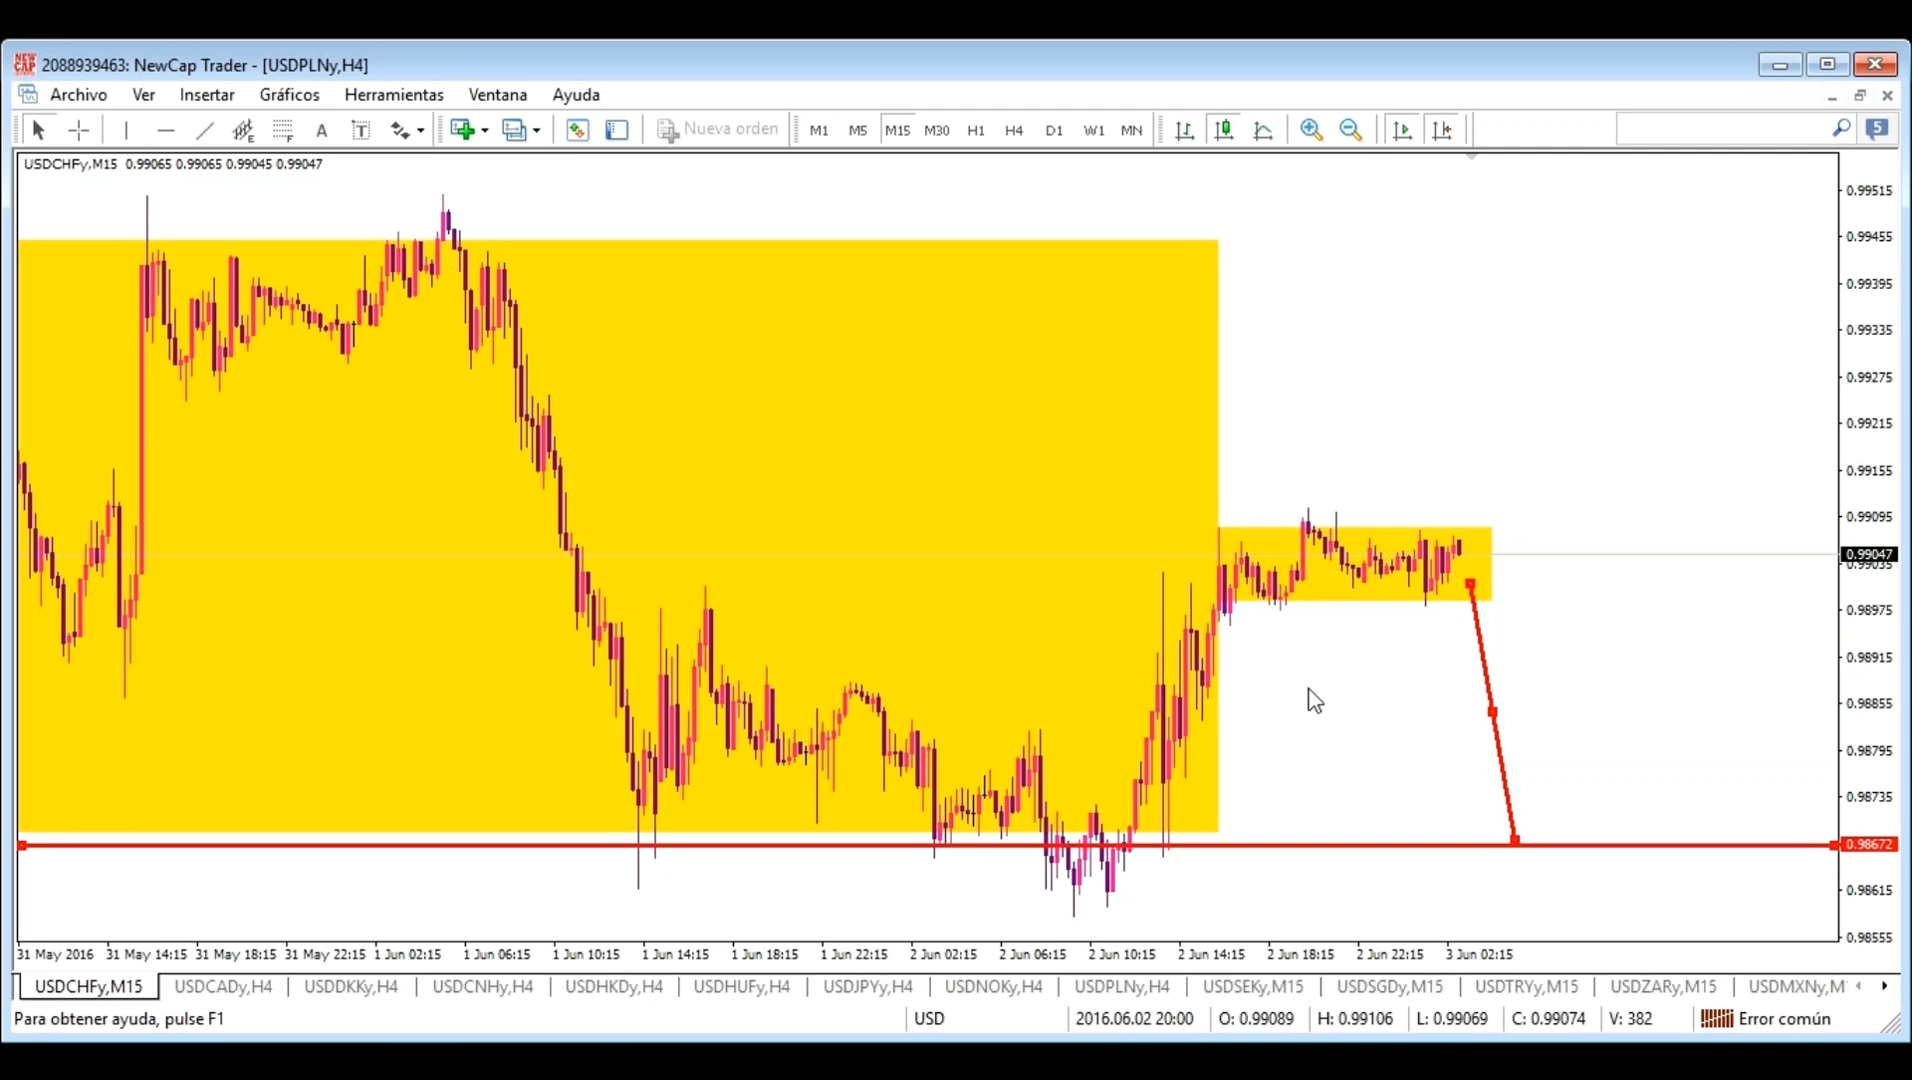 NEW CAP 2088939463: NewCap Trader - [USDPLNy,H4]
Archivo Ver Insertar Gráficos Herramientas Ventana Ayuda
E F A T Nueva orden M1 M5 M15 M30 H1 H4 D1 W1 MN 5
USDCHFy,M15 0.99065 0.99065 0.99045 0.99047
0.99515
0.99455
0.99395
0.99335
0.99275
0.99215
0.99155
0.99095
0.99047
0.99035
0.98975
0.98915
0.98855
0.98795
0.98735
0.98672
0.98615
0.98555
31 May 2016 31 May 14:15 31 May 18:15 31 May 22:15 1 Jun 02:15 1 Jun 06:15 1 Jun 10:15 1 Jun 14:15 1 Jun 18:15 1 Jun 22:15 2 Jun 02:15 2 Jun 06:15 2 Jun 10:15 2 Jun 14:15 2 Jun 18:15 2 Jun 22:15 3 Jun 02:15
USDCHFy,M15 USDCADy,H4 USDDKKy,H4 USDCNHy,H4 USDHKDy,H4 USDHUFy,H4 USDJPYy,H4 USDNOKy,H4 USDPLNy,H4 USDSEKy,M15 USDSGDy,M15 USDTRYy,M15 USDZARy,M15 USDMXNy,M
Para obtener ayuda, pulse F1 USD 2016.06.02 20:00 O: 0.99089 H: 0.99106 L: 0.99069 C: 0.99074 V: 382 Error común